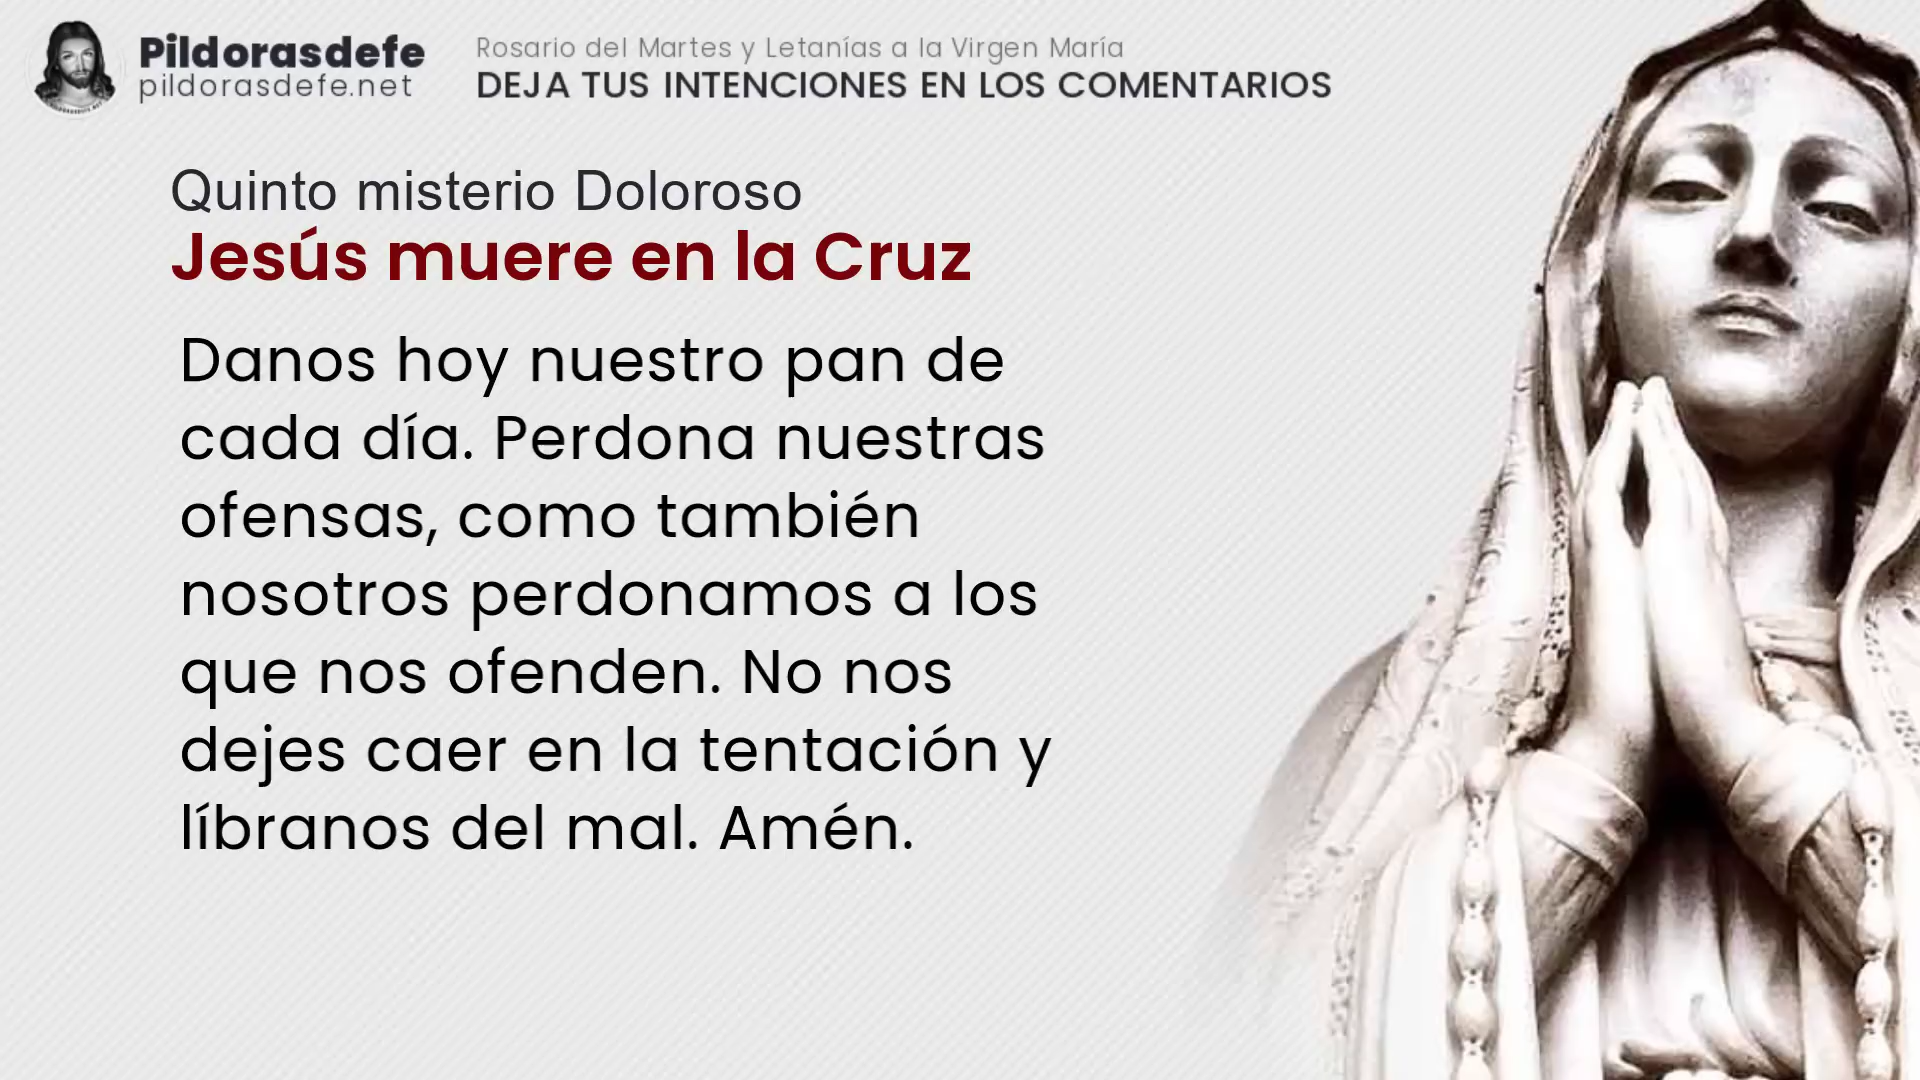 Pildorasdefe
pildorasdefe.net
Rosario del Martes y Letanías a la Virgen María
DEJA TUS INTENCIONES EN LOS COMENTARIOS
Quinto misterio Doloroso
Jesús muere en la Cruz
Danos hoy nuestro pan de
cada día. Perdona nuestras
ofensas, como también
nosotros perdonamos a los
que nos ofenden. No nos
dejes caer en la tentación y
líbranos del mal. Amén.